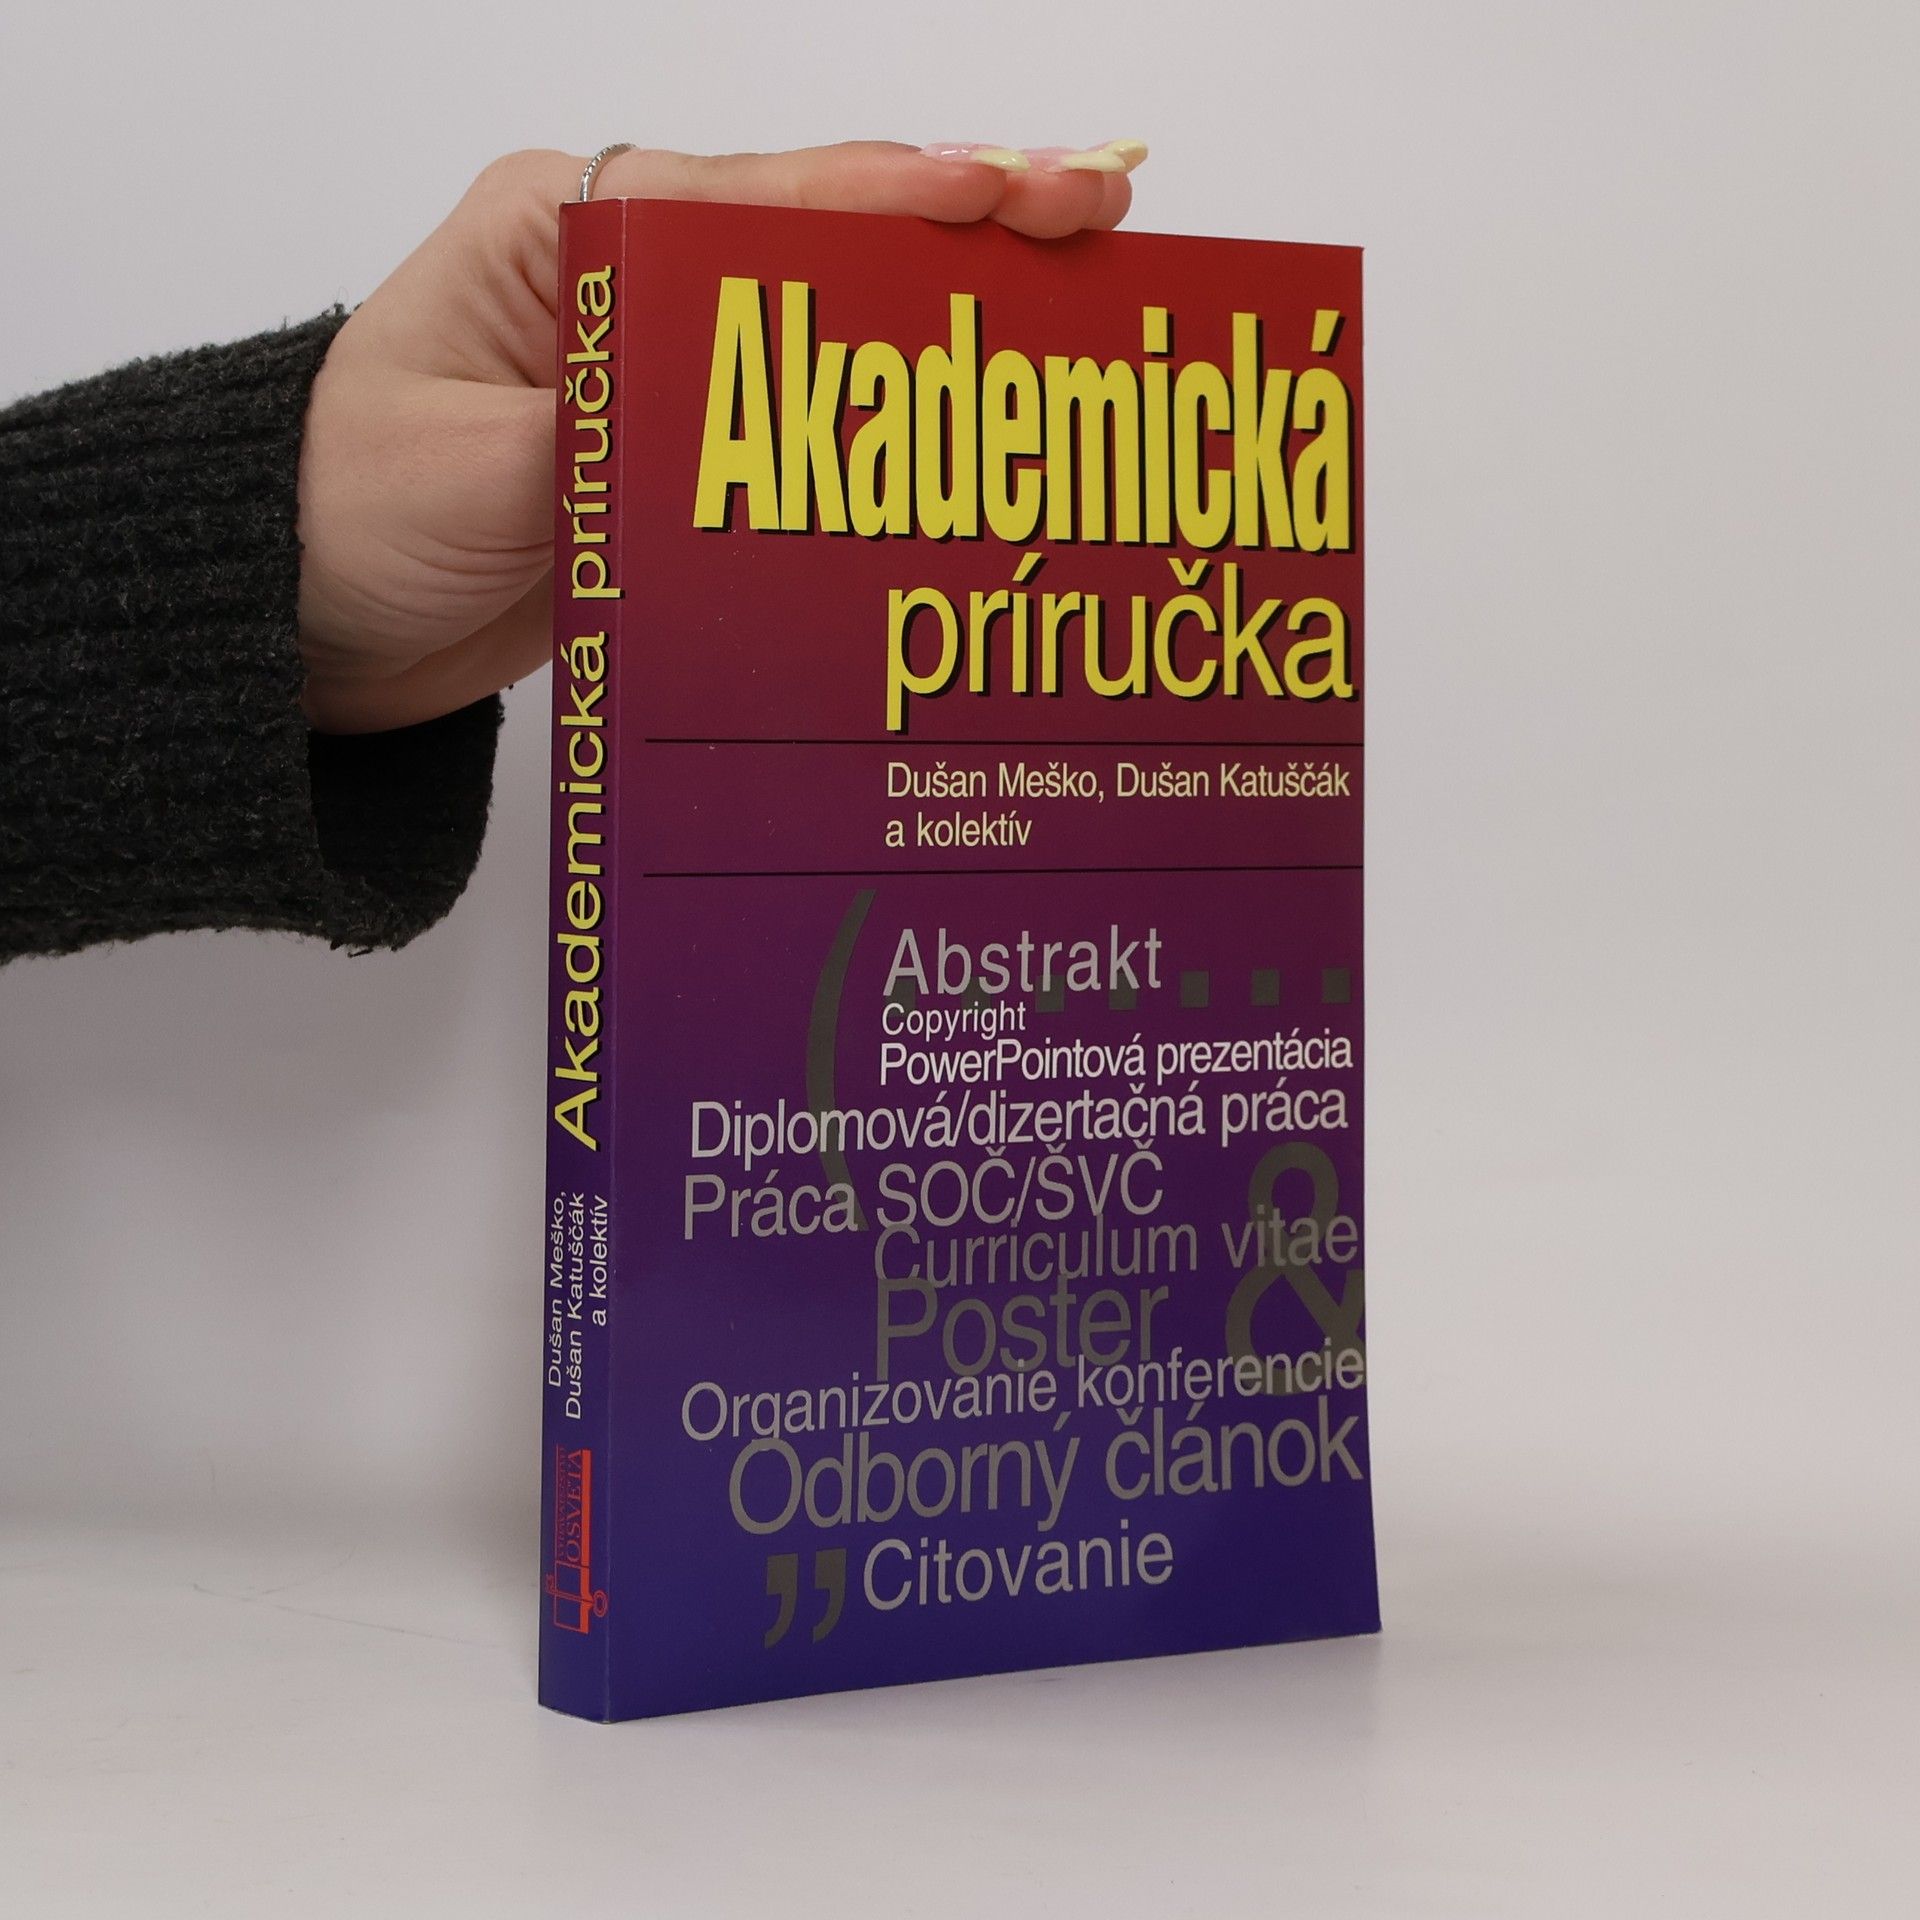 Akademická
príručka
Dušan Meško, Dušan Katuščák
a kolektív
(......
Abstrakt
Copyright
PowerPointová prezentácia
Diplomová/dizertačná práca
Práca SOČ/ŠVČ
Curriculum vitae
&
Poster
Organizovanie konferencie
Odborný článok
„ Citovanie
Akademická príručka
Dušan Meško,
Dušan Katuščák
a kolektív
VYDAVATEĽSTVO
OSVETA